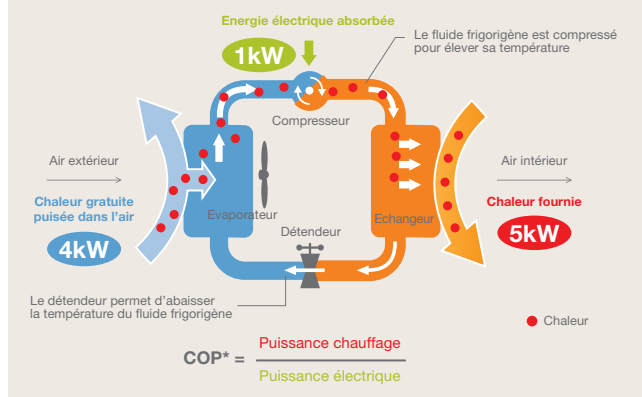 Energie électrique absorbée
1kW
Le fluide frigorigène est compressé
pour élever sa température
Compresseur
Air extérieur
Air intérieur
Chaleur gratuite
puisée dans l'air
4kW
Evaporateur
Détendeur
Echangeur
Chaleur fournie
5kW
Le détendeur permet d'abaisser
la température du fluide frigorigène
Chaleur
COP* =
Puissance chauffage
Puissance électrique